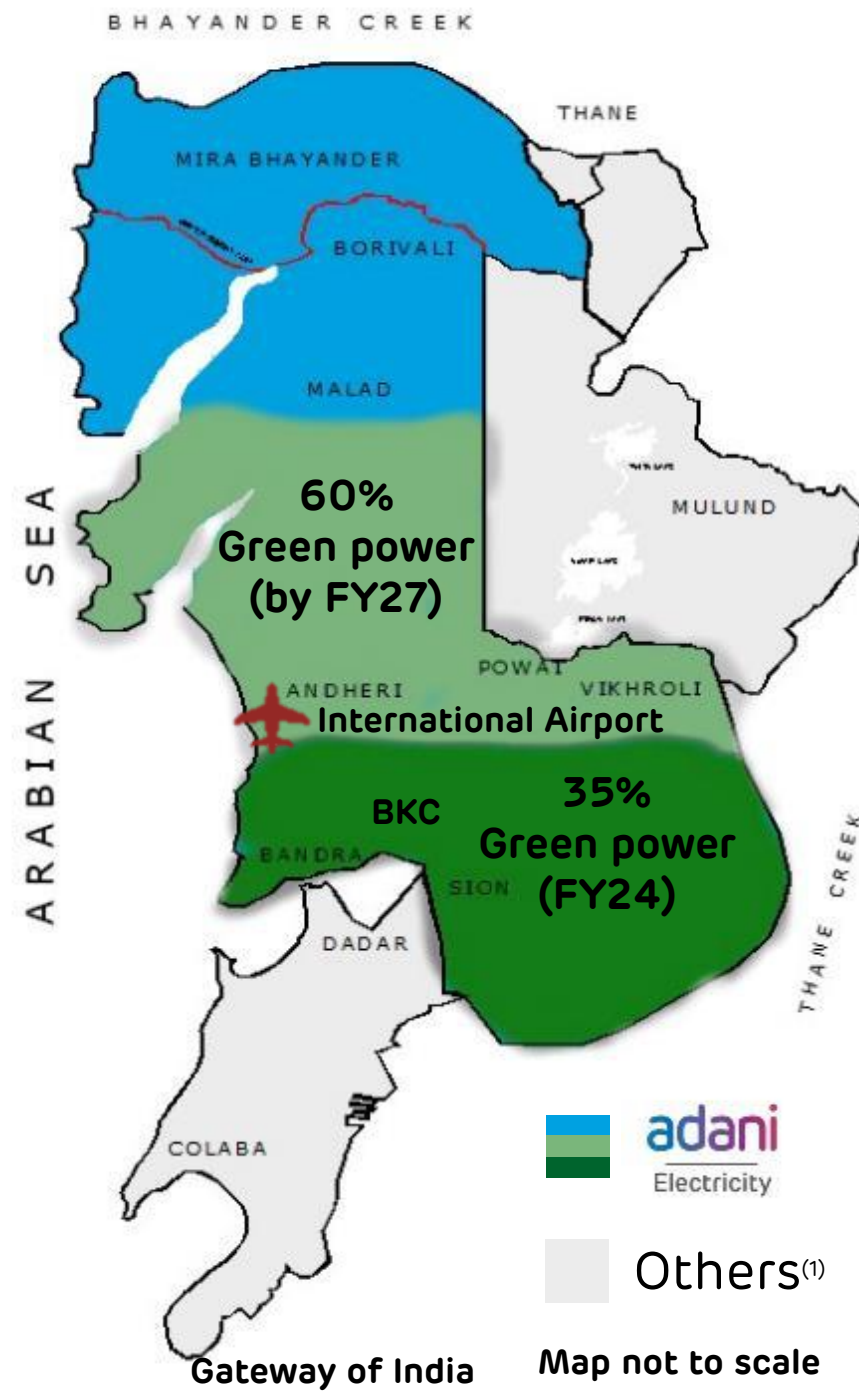 BHAYANDER CREEK
THANE
MIRA BHAYANDER
BORIVALI
MALAD
ARABIAN SEA
60%
Green power
(by FY27)
MULUND
POWAI
VIKHROLI
ANDHERI
International Airport
35%
Green power
(FY24)
BKC
BANDRA
SION
THANE CREEK
DADAR
COLABA
adani
Electricity
Others(1)
Gateway of India
Map not to scale